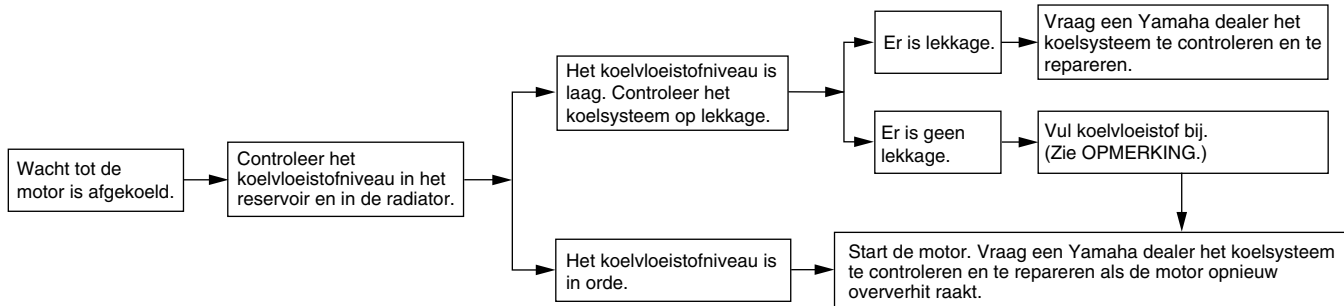 Wacht tot de
motor is afgekoeld.
Controleer het
koelvloeistofniveau in het
reservoir en in de radiator.
Het koelvloeistofniveau is
laag. Controleer het
koelsysteem op lekkage.
Er is lekkage.
Vraag een Yamaha dealer het
koelsysteem te controleren en te
repareren.
Er is geen
lekkage.
Vul koelvloeistof bij.
(Zie OPMERKING.)
Het koelvloeistofniveau is
in orde.
Start de motor. Vraag een Yamaha dealer het koelsysteem
te controleren en te repareren als de motor opnieuw
oververhit raakt.